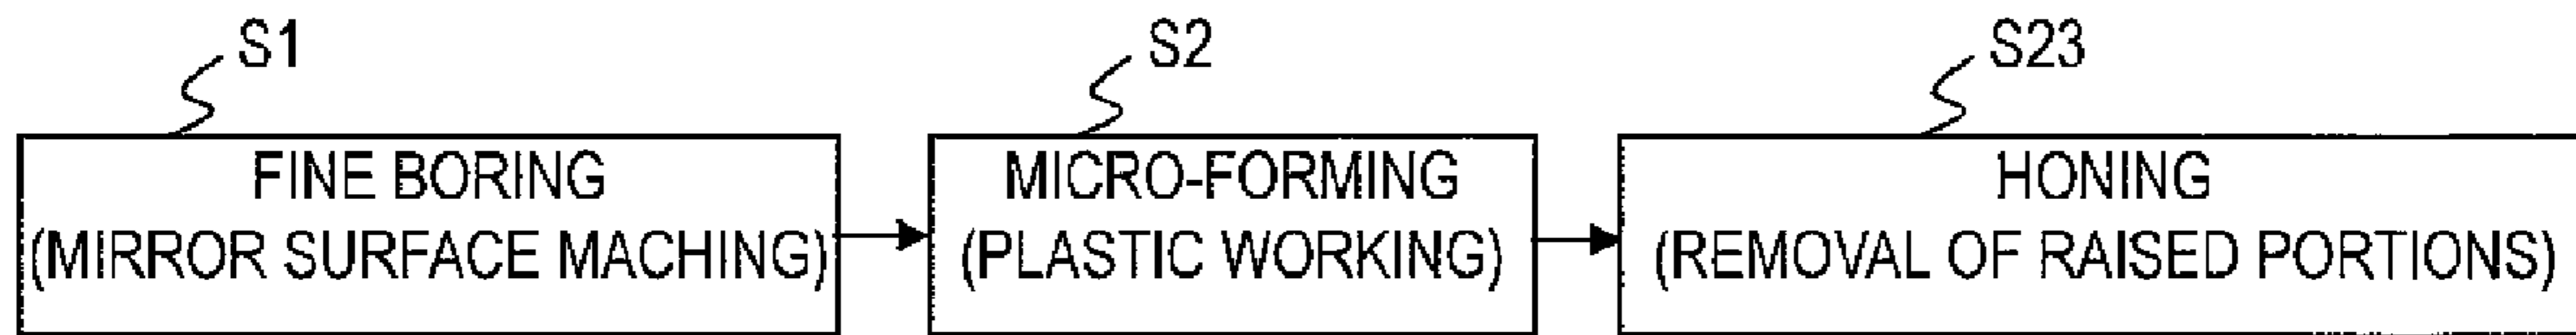 S1
S2
S23
FINE BORING
(MIRROR SURFACE MACHING)
MICRO-FORMING
(PLASTIC WORKING)
HONING
(REMOVAL OF RAISED PORTIONS)